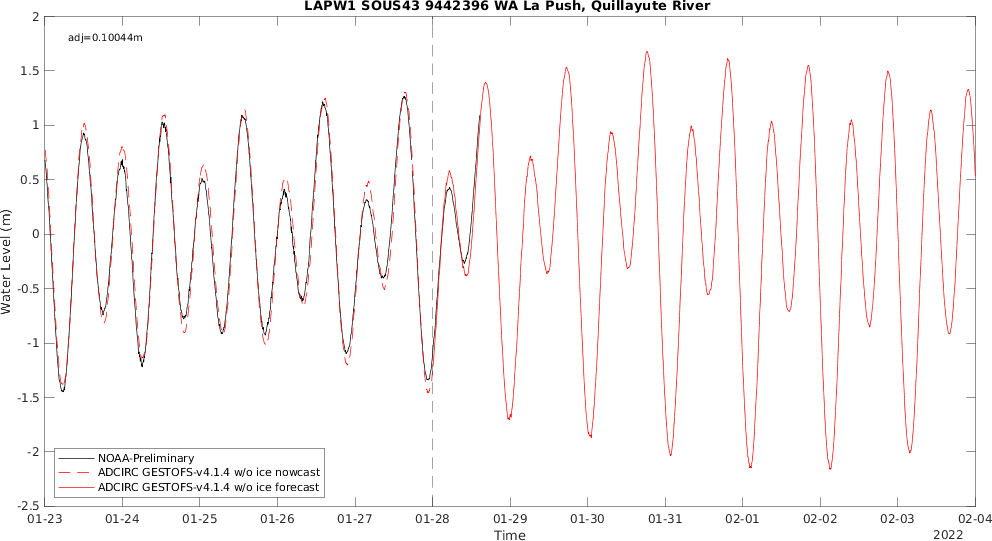 LAPW1 SOUS43 9442396 WA La Push, Quillayute River
adj=0.10044m
2
1.5
1
0.5
0
-0.5
-1
-1.5
-2
-2.5
Water Level (m)
NOAA-Preliminary
ADCIRC GESTOFS-v4.1.4 w/o ice nowcast
ADCIRC GESTOFS-v4.1.4 w/o ice forecast
01-23 01-24 01-25 01-26 01-27 01-28 01-29 01-30 01-31 02-01 02-02 02-03 02-04
Time
2022